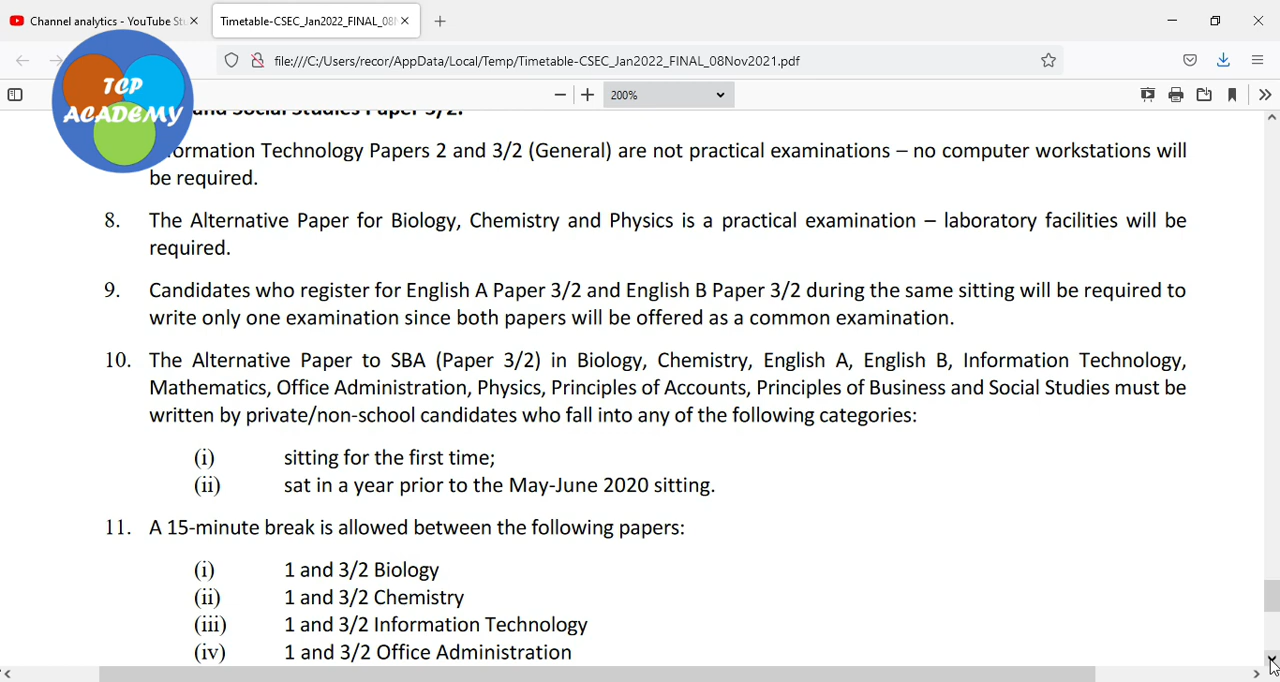 Channel analytics - YouTube St
Timetable-CSEC_Jan2022_FINAL_08
file:///C:/Users/recor/AppData/Local/Temp/Timetable-CSEC_Jan2022_FINAL_08Nov2021.pdf
200%
TCP
ACADEMY
and Social Studies Paper 3/2.
formation Technology Papers 2 and 3/2 (General) are not practical examinations – no computer workstations will
be required.
8. The Alternative Paper for Biology, Chemistry and Physics is a practical examination – laboratory facilities will be
required.
9. Candidates who register for English A Paper 3/2 and English B Paper 3/2 during the same sitting will be required to
write only one examination since both papers will be offered as a common examination.
10. The Alternative Paper to SBA (Paper 3/2) in Biology, Chemistry, English A, English B, Information Technology,
Mathematics, Office Administration, Physics, Principles of Accounts, Principles of Business and Social Studies must be
written by private/non-school candidates who fall into any of the following categories:
(i) sitting for the first time;
(ii) sat in a year prior to the May-June 2020 sitting.
11. A 15-minute break is allowed between the following papers:
(i) 1 and 3/2 Biology
(ii) 1 and 3/2 Chemistry
(iii) 1 and 3/2 Information Technology
(iv) 1 and 3/2 Office Administration